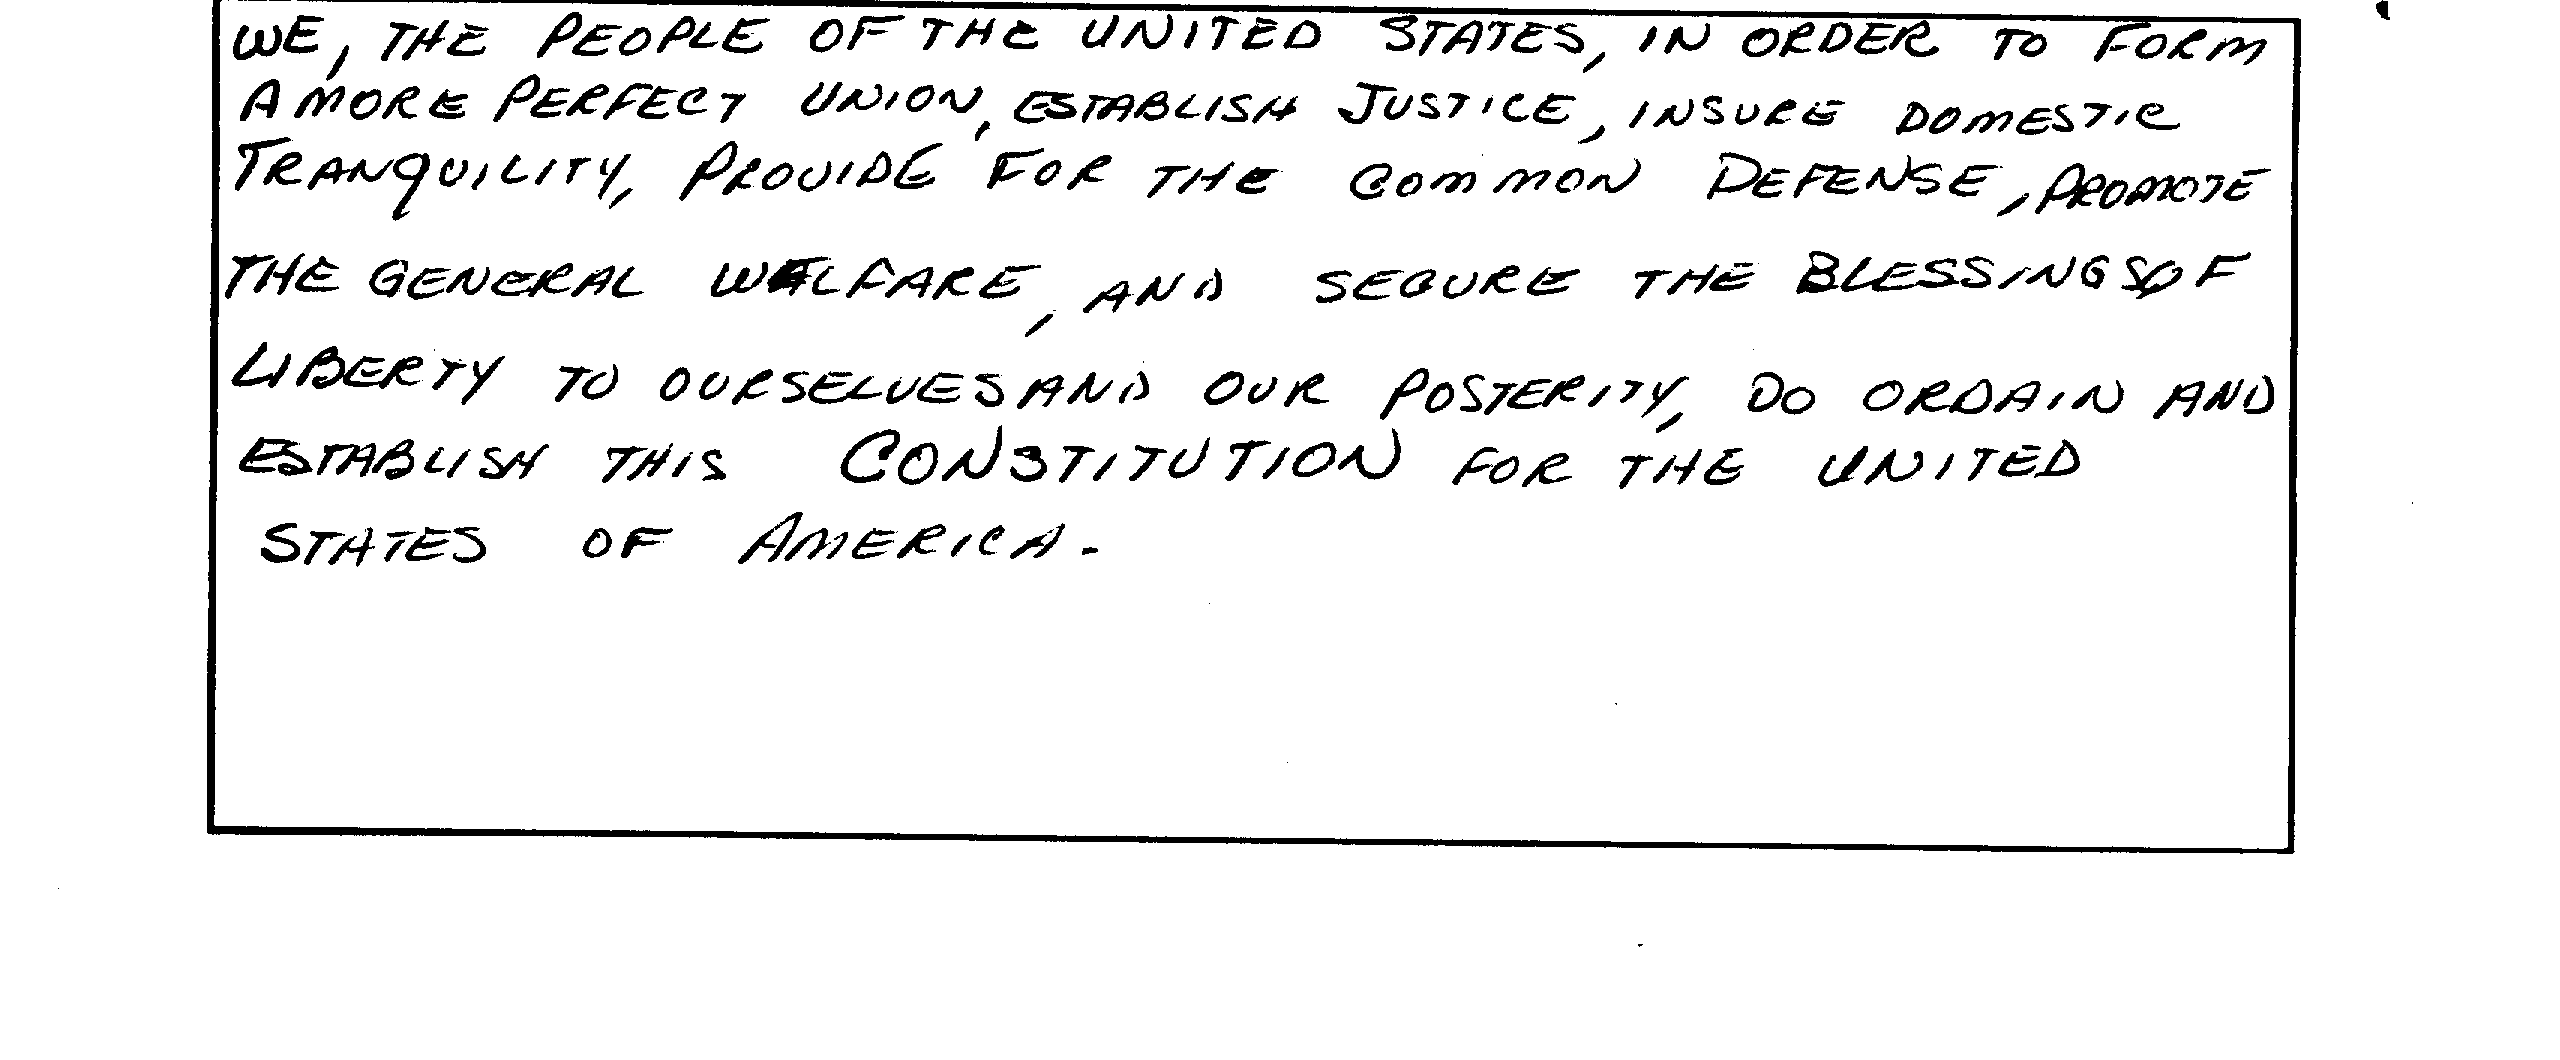 WE, THE PEOPLE OF THE UNITED STATES, IN ORDER TO FORM
A MORE PERFECT UNION, ESTABLISH JUSTICE, INSURE DOMESTIC
TRANQUILITY, PROVIDE FOR THE COMMON DEFENSE, PROMOTE
THE GENERAL WELFARE, AND SECURE THE BLESSINGS OF
LIBERTY TO OURSELVES AND OUR POSTERITY, DO ORDAIN AND
ESTABLISH THIS CONSTITUTION FOR THE UNITED
STATES OF AMERICA.